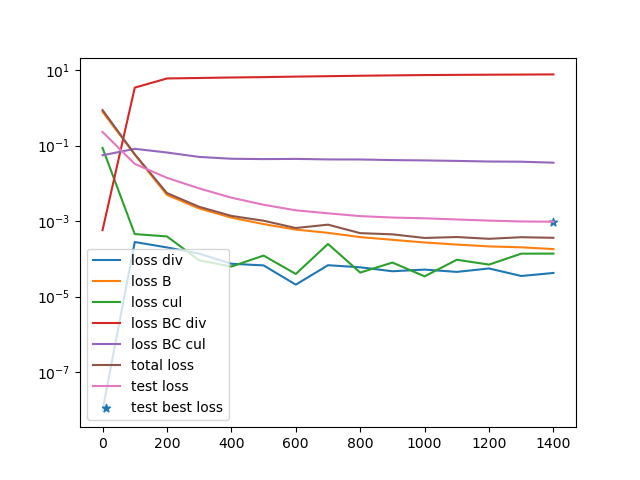 10^1
10^-1
10^-3
10^-5
10^-7
loss div
loss B
loss cul
loss BC div
loss BC cul
total loss
test loss
test best loss
0 200 400 600 800 1000 1200 1400